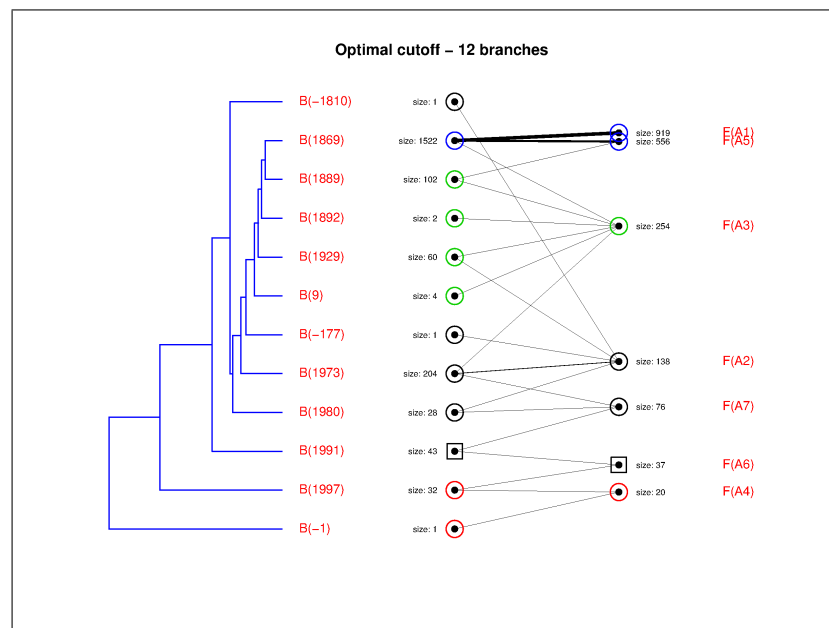 Optimal cutoff – 12 branches
B(−1810) size: 1
size: 919 F(A1)
B(1869) size: 1522 size: 556 F(A5)
B(1889) size: 102
B(1892) size: 2
size: 254 F(A3)
B(1929) size: 60
B(9) size: 4
B(−177) size: 1
size: 138 F(A2)
B(1973) size: 204
size: 76 F(A7)
B(1980) size: 28
B(1991) size: 43
size: 37 F(A6)
B(1997) size: 32 size: 20 F(A4)
B(−1) size: 1